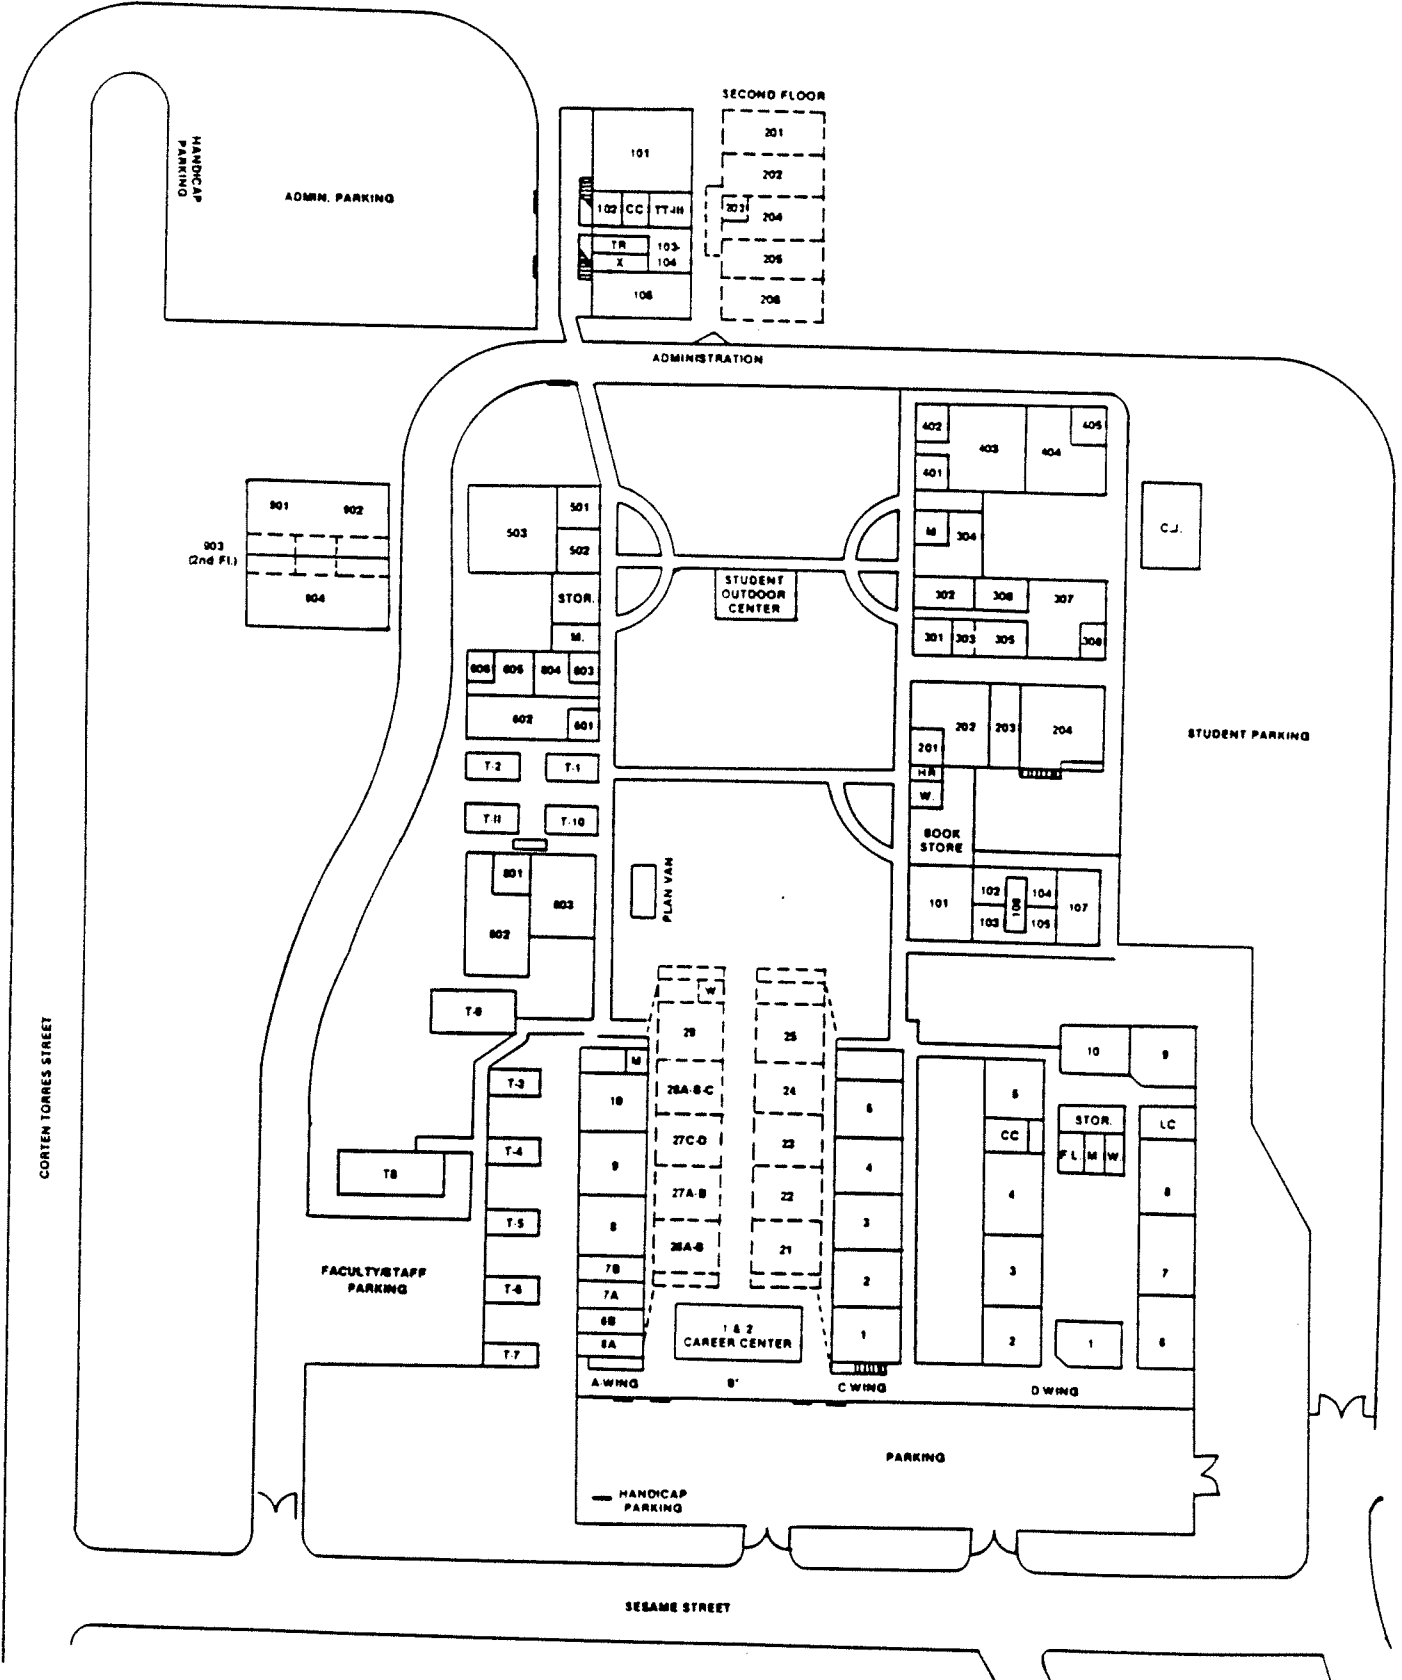 SECOND FLOOR
201
202
203
204
205
206
101
102
CC
TT-III
TR
X
103-
104
HANDICAP
PARKING
ADMIN. PARKING
ADMINISTRATION
402
403
404
405
401
M
304
C.J.
901
902
903
(2nd Fl.)
904
503
501
502
STOR.
M.
STUDENT
OUTDOOR
CENTER
302
307
301
303
305
605
604
603
602
601
202
203
204
201
HR
W.
STUDENT PARKING
T-2
T-1
T-11
T-10
BOOK
STORE
801
802
803
PLAN VAN
101
102
103
104
105
107
T-9
W
29
25
M
10
9
CORTEN TORRES STREET
T-3
10
28A-B-C
24
5
5
STOR.
LC
T-4
9
27C-D
23
4
CC
F.L.
M
W.
T8
27A-B
22
4
8
T-5
8
26A-B
21
3
3
7
FACULTY/STAFF
PARKING
7B
7A
6B
6A
T-6
2
1 & 2
CAREER CENTER
1
2
1
6
T-7
A WING
B'
C WING
D WING
PARKING
HANDICAP
PARKING
SESAME STREET